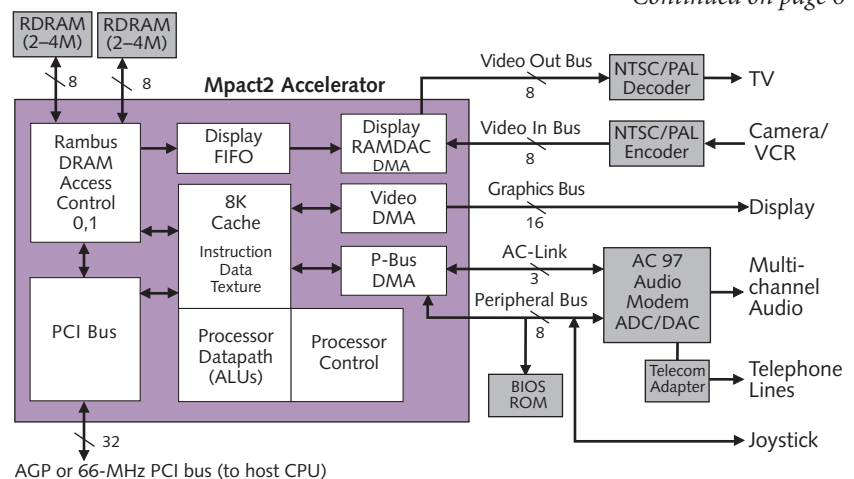 Continued on page 6
RDRAM
(2–4M)
RDRAM
(2–4M)
8
8
Mpact2 Accelerator
Rambus
DRAM
Access
Control
0,1
Display
FIFO
Display
RAMDAC
DMA
8K
Cache
Instruction
Data
Texture
Video
DMA
P-Bus
DMA
PCI Bus
Processor
Datapath
(ALUs)
Processor
Control
32
AGP or 66-MHz PCI bus (to host CPU)
Video Out Bus
8
NTSC/PAL
Decoder
TV
Video In Bus
8
NTSC/PAL
Encoder
Camera/
VCR
Graphics Bus
16
Display
AC-Link
3
Peripheral Bus
8
AC 97
Audio
Modem
ADC/DAC
Multi-
channel
Audio
BIOS
ROM
Telecom
Adapter
Telephone
Lines
Joystick